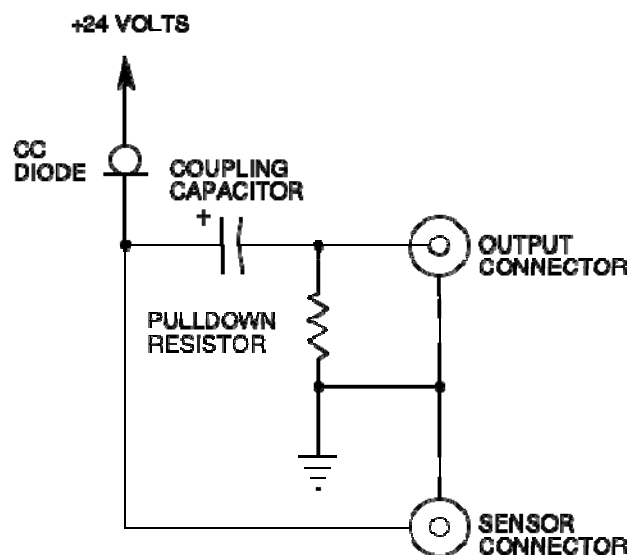 +24 VOLTS
CC
DIODE
COUPLING
CAPACITOR
+
OUTPUT
CONNECTOR
PULLDOWN
RESISTOR
SENSOR
CONNECTOR